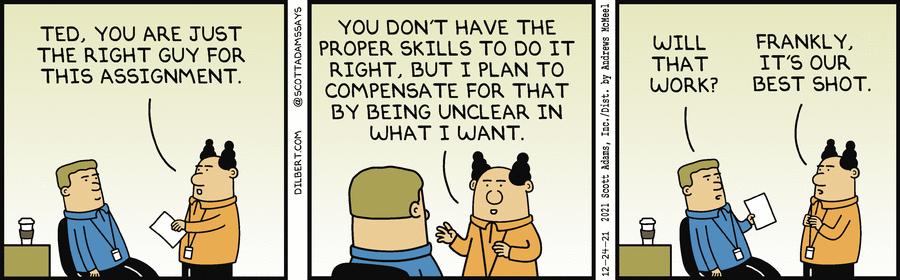 TED, YOU ARE JUST
THE RIGHT GUY FOR
THIS ASSIGNMENT.
DILBERT.COM @SCOTTADAMSSAYS
YOU DON'T HAVE THE
PROPER SKILLS TO DO IT
RIGHT, BUT I PLAN TO
COMPENSATE FOR THAT
BY BEING UNCLEAR IN
WHAT I WANT.
12-24-21 2021 Scott Adams, Inc./Dist. by Andrews McMeel
WILL
THAT
WORK?
FRANKLY,
IT'S OUR
BEST SHOT.